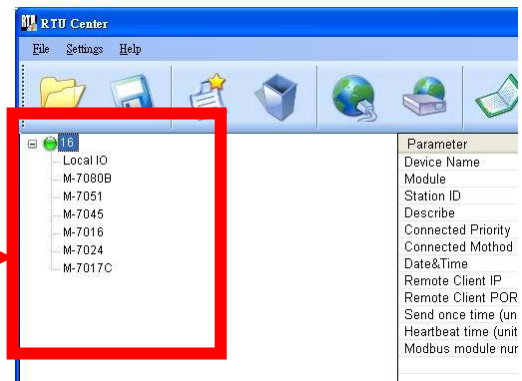 RTU Center
File Settings Help
16
Local IO
M-7080B
M-7051
M-7045
M-7016
M-7024
M-7017C
Parameter
Device Name
Module
Station ID
Describe
Connected Priority
Connected Mothod
Date&Time
Remote Client IP
Remote Client POR
Send once time (un
Heartbeat time (unit
Modbus module nur